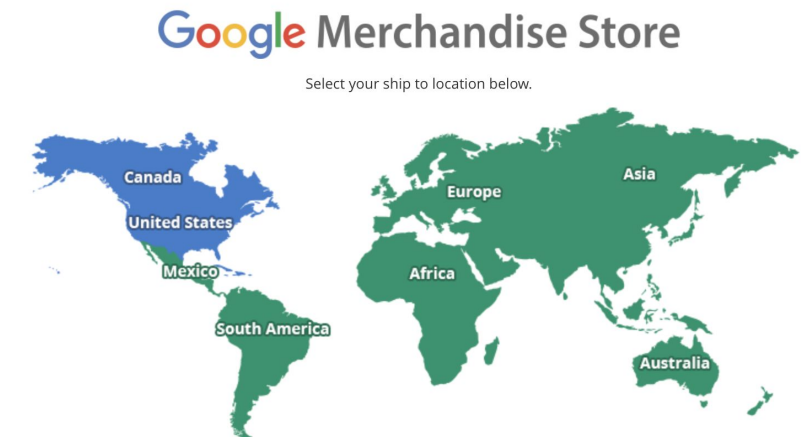 Google Merchandise Store
Select your ship to location below.
Canada
United States
Mexico
South America
Europe
Africa
Asia
Australia